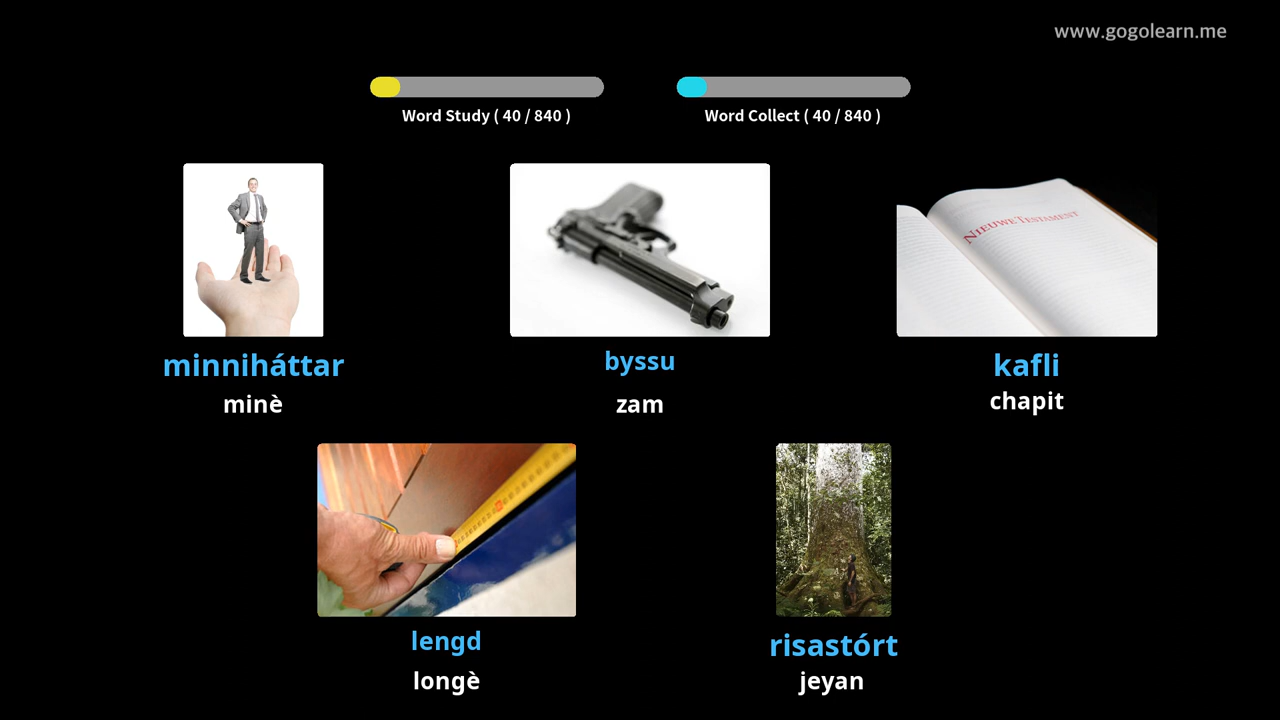 www.gogolearn.me
Word Study ( 40 / 840 )
Word Collect ( 40 / 840 )
NIEUWE TESTAMENT
minniháttar
minè
byssu
zam
kafli
chapit
lengd
longè
risastórt
jeyan